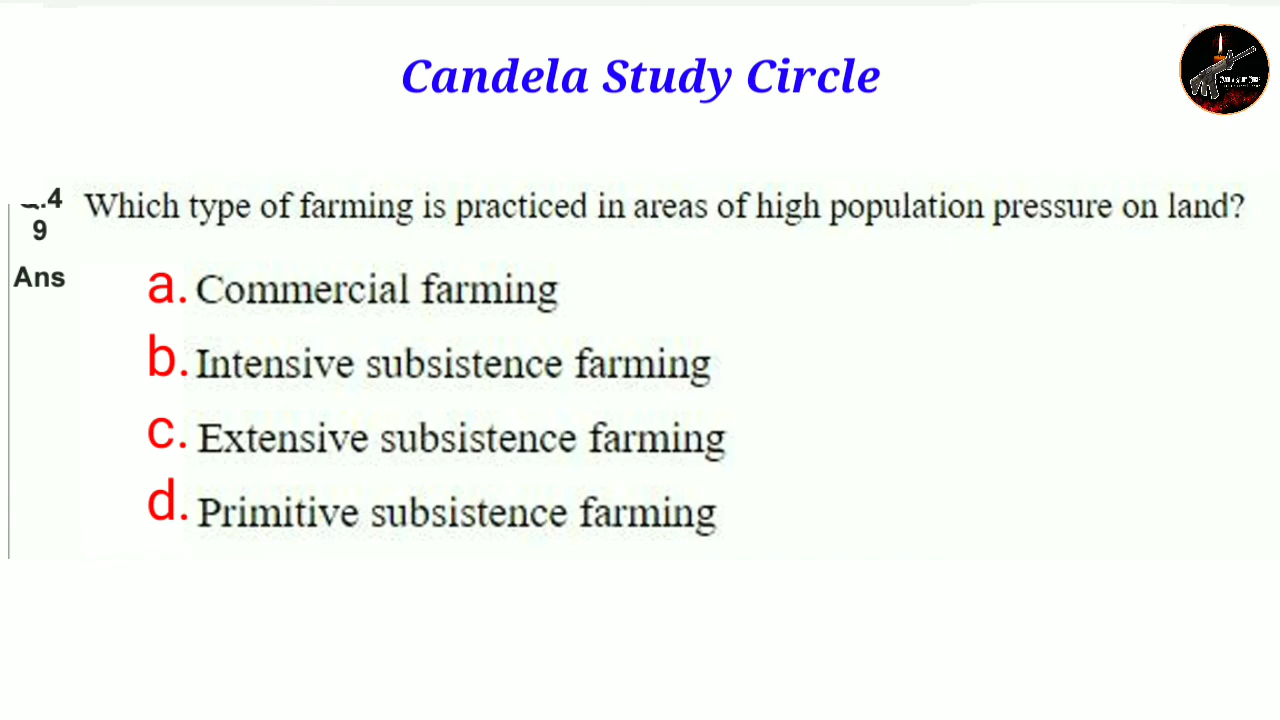 Candela Study Circle
.4 Which type of farming is practiced in areas of high population pressure on land?
9
Ans
a. Commercial farming
b. Intensive subsistence farming
c. Extensive subsistence farming
d. Primitive subsistence farming